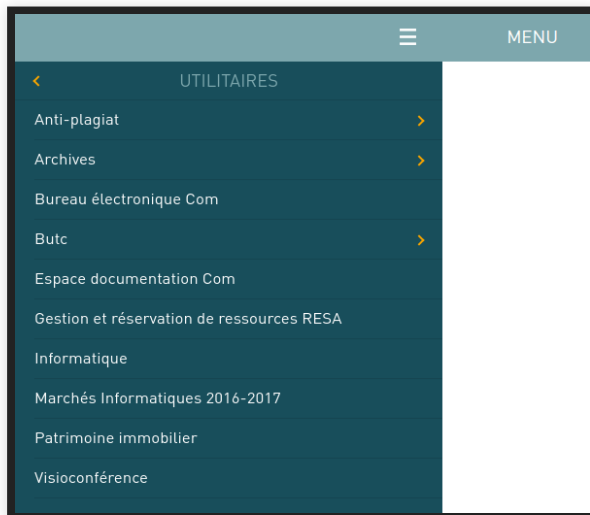 MENU
UTILITAIRES
Anti-plagiat
Archives
Bureau électronique Com
Butc
Espace documentation Com
Gestion et réservation de ressources RESA
Informatique
Marchés Informatiques 2016-2017
Patrimoine immobilier
Visioconférence